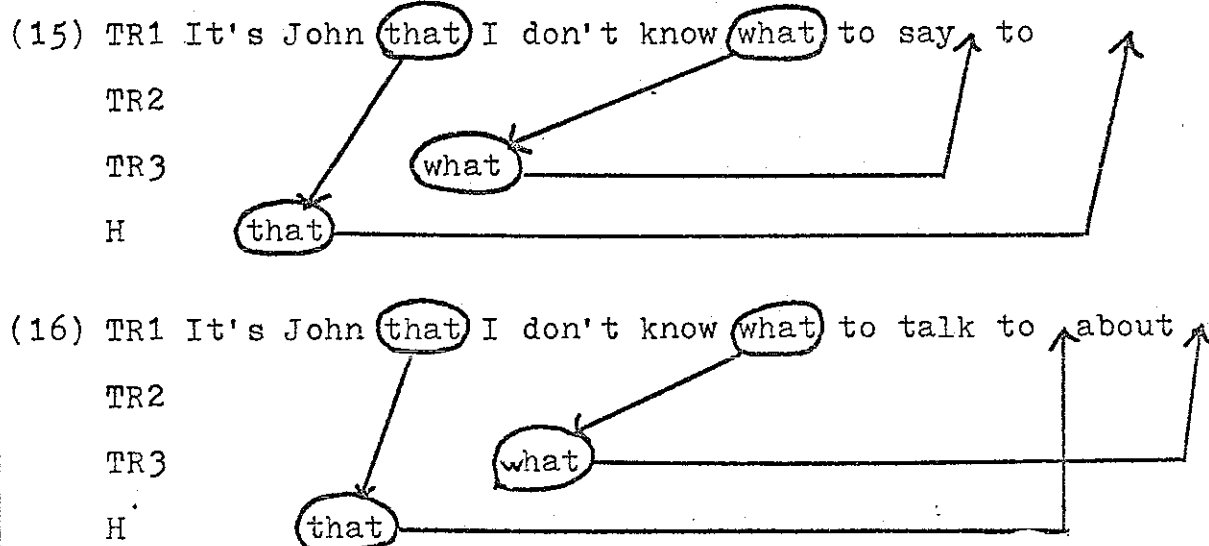 (15) TR1 It's John that I don't know what to say to
TR2
TR3 what
H that
(16) TR1 It's John that I don't know what to talk to about
TR2
TR3 what
H that